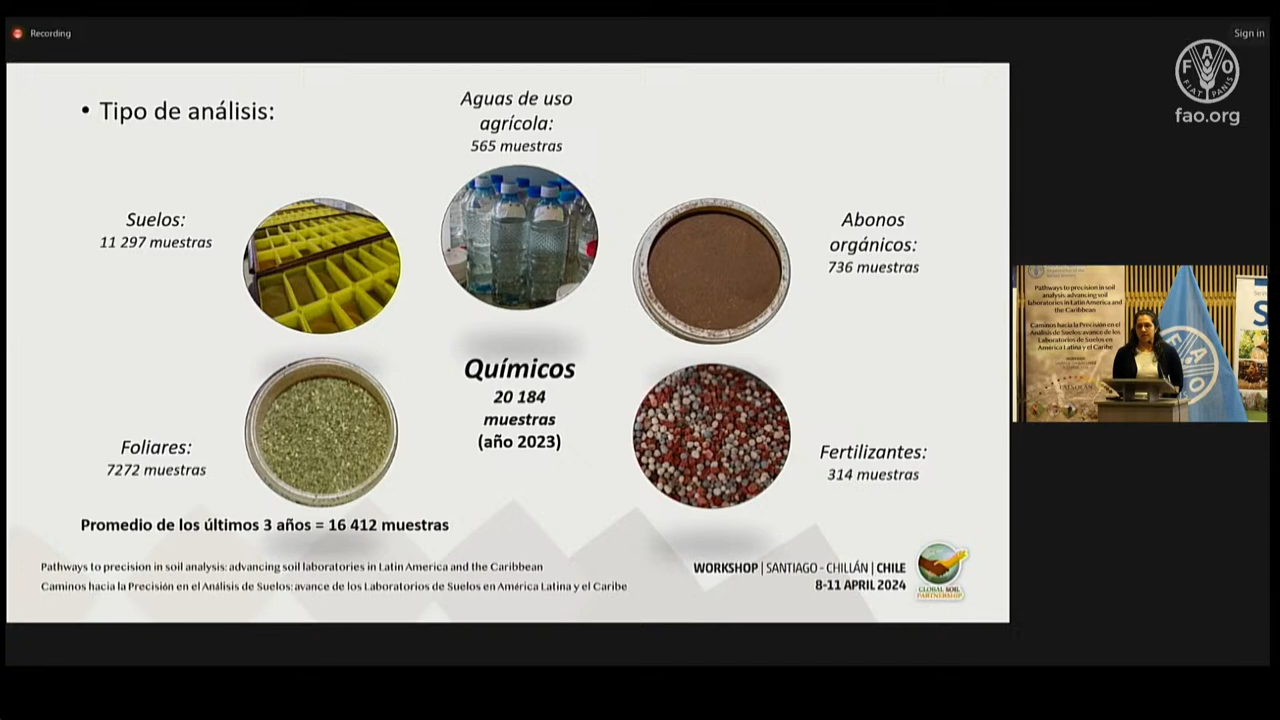 Recording
Sign in
FAO
FIAT PANIS
fao.org
• Tipo de análisis:
Aguas de uso
agrícola:
565 muestras
Suelos:
11 297 muestras
Abonos
orgánicos:
736 muestras
Químicos
20 184
muestras
(año 2023)
Foliares:
7272 muestras
Fertilizantes:
314 muestras
Promedio de los últimos 3 años = 16 412 muestras
Pathways to precision in soil analysis: advancing soil laboratories in Latin America and the Caribbean
Caminos hacia la Precisión en el Análisis de Suelos: avance de los Laboratorios de Suelos en América Latina y el Caribe
WORKSHOP | SANTIAGO - CHILLÁN | CHILE
8-11 APRIL 2024
GLOBAL SOIL
PARTNERSHIP
Pathways to precision in soil
analysis: advancing soil
laboratories in Latin America and
the Caribbean
Caminos hacia la Precisión en el
Análisis de Suelos: avance de los
Laboratorios de Suelos en
América Latina y el Caribe